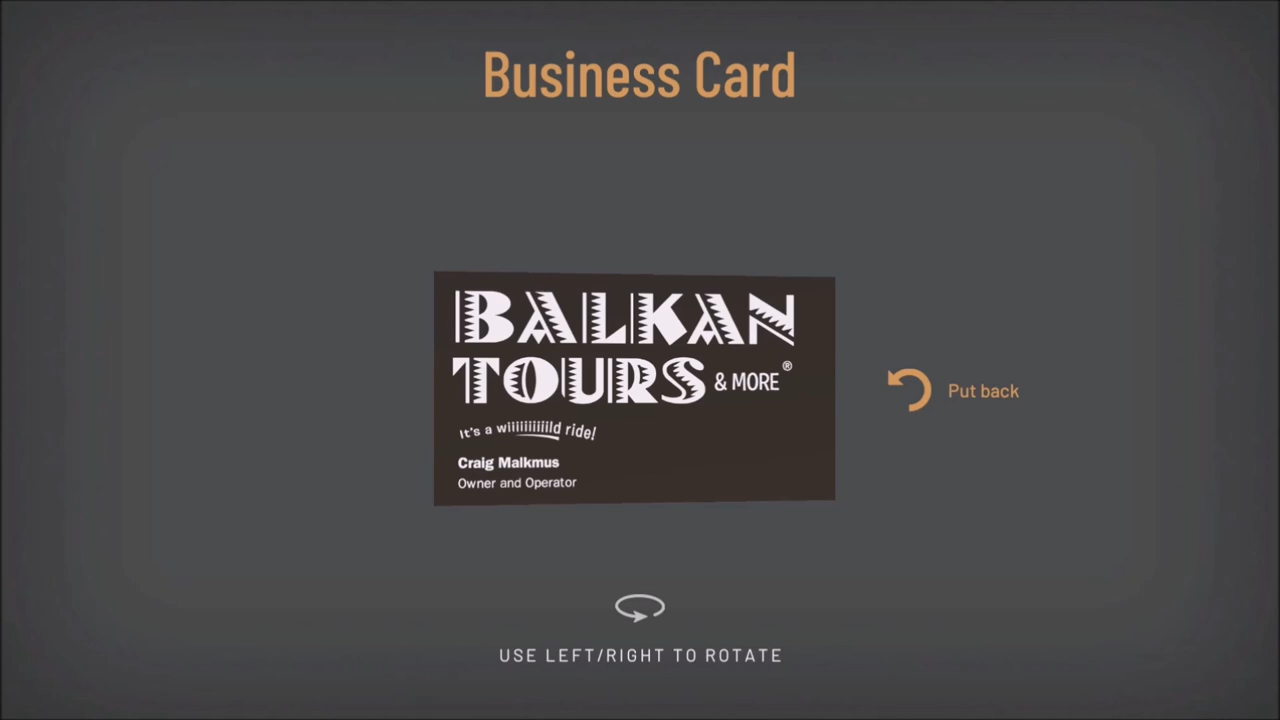 Business Card
BALKAN
TOURS & MORE®
It's a wiiiiiiiiiild ride!
Craig Malkmus
Owner and Operator
Put back
USE LEFT/RIGHT TO ROTATE